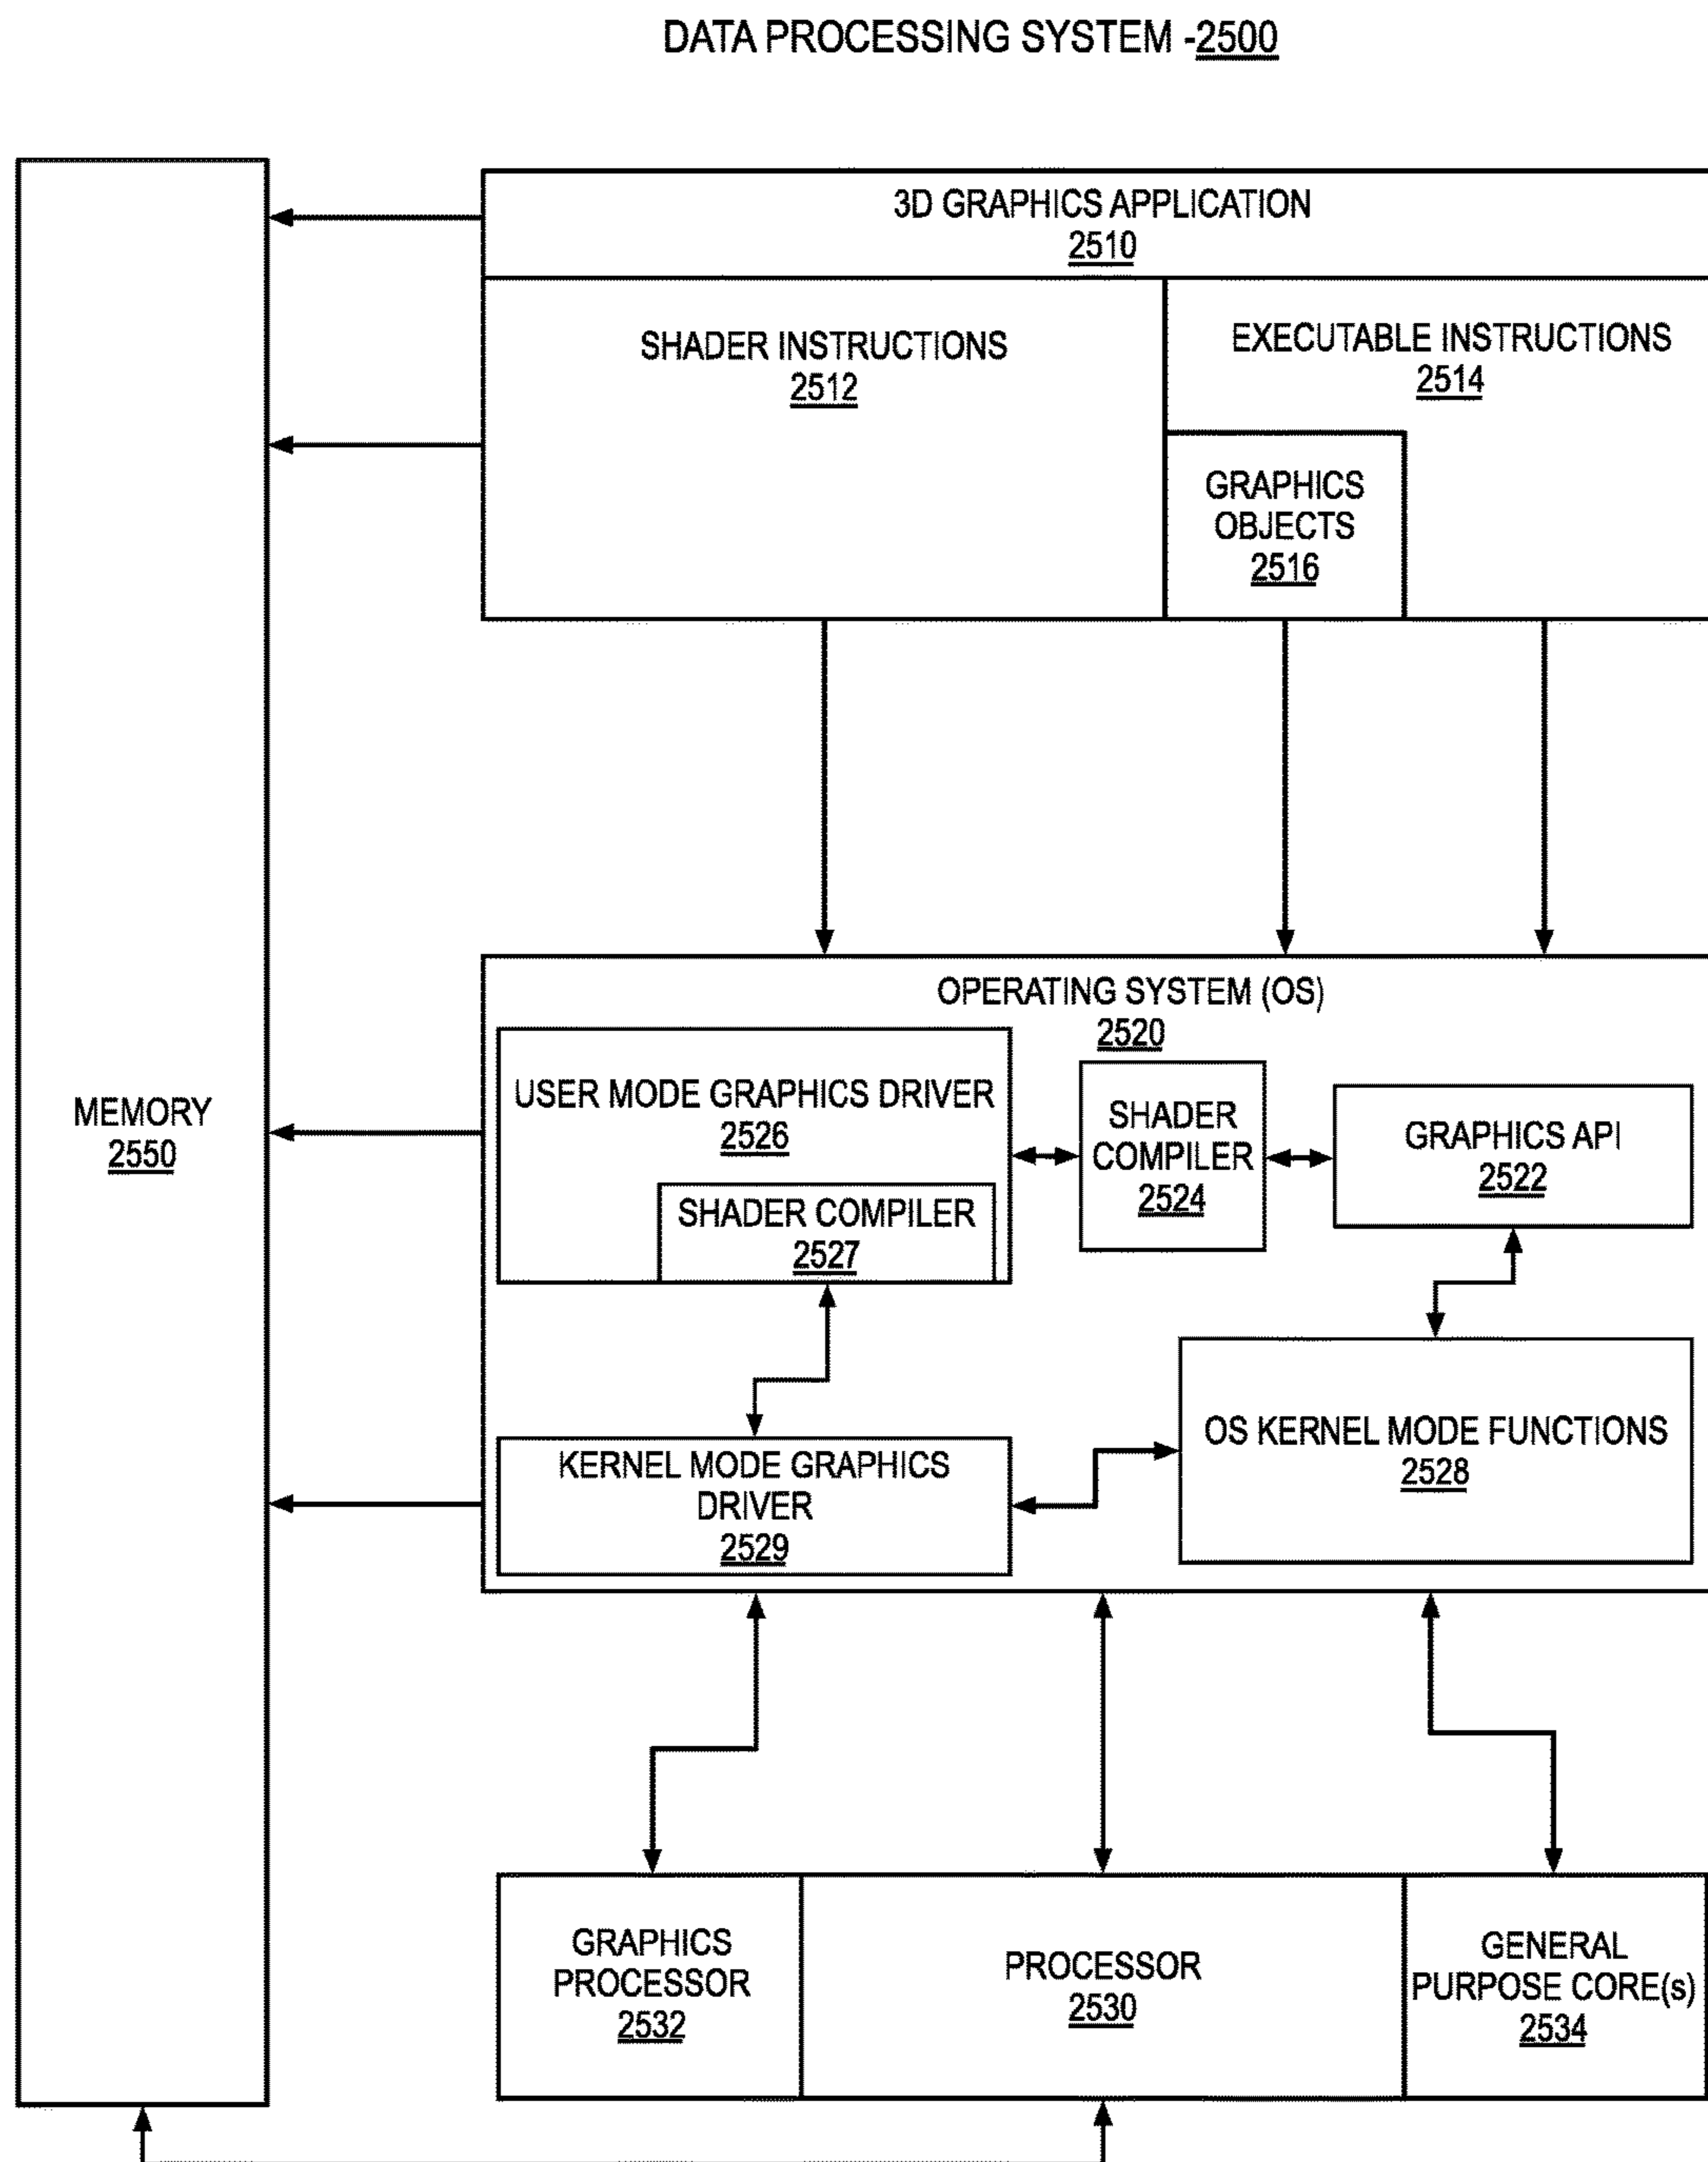 DATA PROCESSING SYSTEM -2500
3D GRAPHICS APPLICATION
2510
SHADER INSTRUCTIONS
2512
EXECUTABLE INSTRUCTIONS
2514
GRAPHICS
OBJECTS
2516
MEMORY
2550
OPERATING SYSTEM (OS)
2520
USER MODE GRAPHICS DRIVER
2526
SHADER COMPILER
2527
SHADER
COMPILER
2524
GRAPHICS API
2522
KERNEL MODE GRAPHICS
DRIVER
2529
OS KERNEL MODE FUNCTIONS
2528
GRAPHICS
PROCESSOR
2532
PROCESSOR
2530
GENERAL
PURPOSE CORE(s)
2534